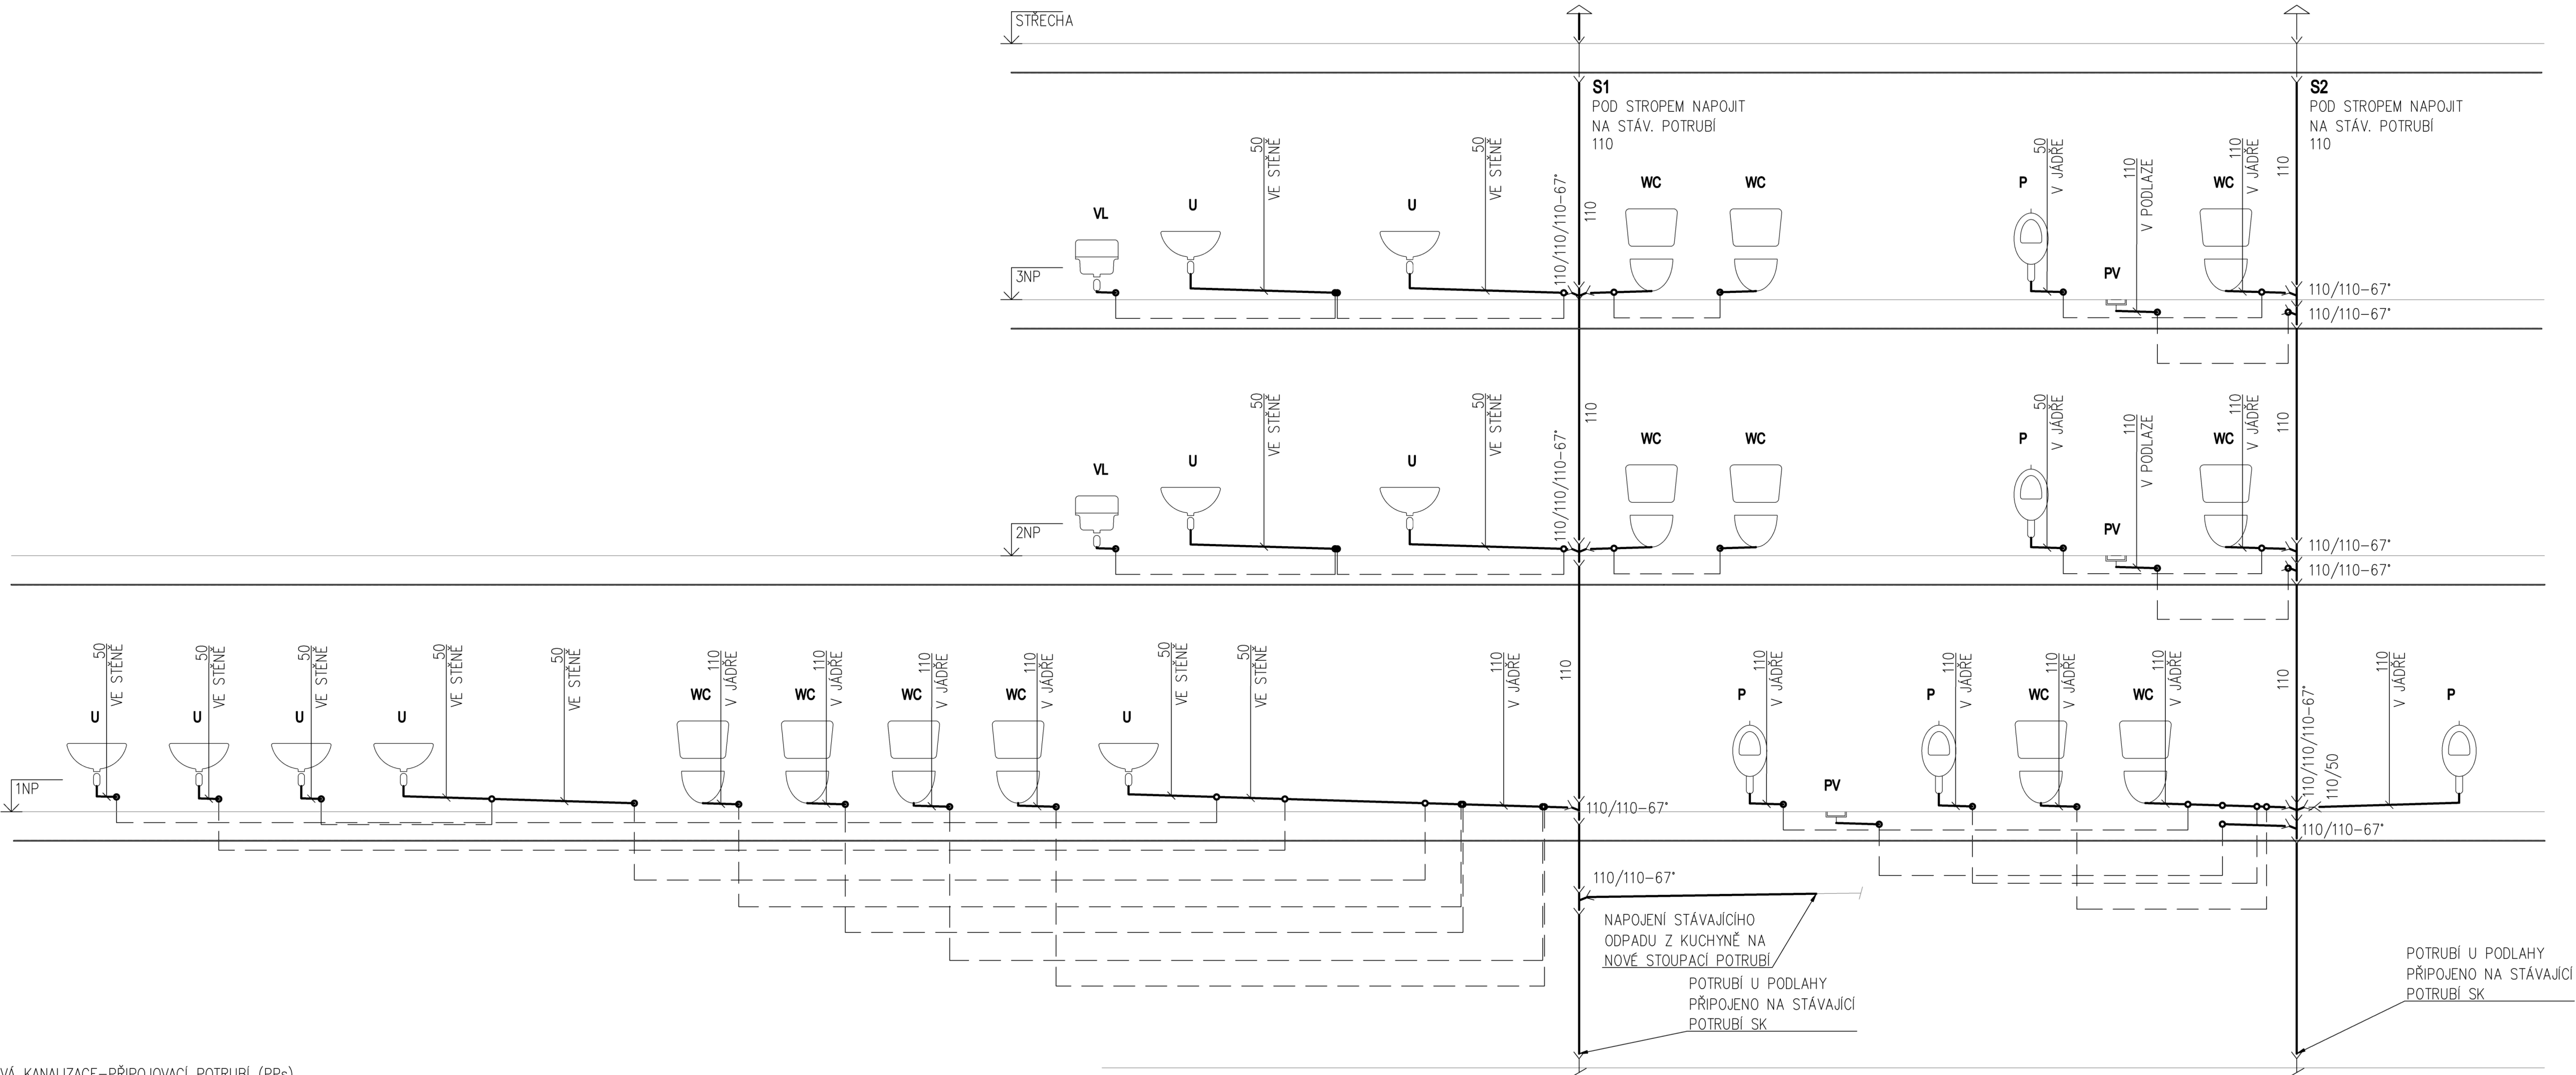 STŘECHA
S1
POD STROPEM NAPOJIT
NA STÁV. POTRUBÍ
110
S2
POD STROPEM NAPOJIT
NA STÁV. POTRUBÍ
110
VL
U
50
VE STĚNĚ
U
50
VE STĚNĚ
110/110/110-67°
110
WC
WC
P
50
V JÁDŘE
PV
110
V PODLAZE
WC
110
V JÁDŘE
110
3NP
110/110-67°
110/110-67°
VL
U
50
VE STĚNĚ
U
50
VE STĚNĚ
110/110/110-67°
110
WC
WC
P
50
V JÁDŘE
PV
110
V PODLAZE
WC
110
V JÁDŘE
110
2NP
110/110-67°
110/110-67°
U
50
VE STĚNĚ
U
50
VE STĚNĚ
U
50
VE STĚNĚ
U
50
VE STĚNĚ
50
VE STĚNĚ
WC
110
V JÁDŘE
WC
110
V JÁDŘE
WC
110
V JÁDŘE
WC
110
V JÁDŘE
U
50
VE STĚNĚ
50
VE STĚNĚ
110
V JÁDŘE
110
P
110
V JÁDŘE
PV
P
110
V JÁDŘE
WC
110
V JÁDŘE
WC
110
V JÁDŘE
110
110/110/110-67°
110/50
110
V JÁDŘE
P
1NP
110/110-67°
110/110-67°
110/110-67°
NAPOJENÍ STÁVAJÍCÍHO
ODPADU Z KUCHYNĚ NA
NOVÉ STOUPACÍ POTRUBÍ
POTRUBÍ U PODLAHY
PŘIPOJENO NA STÁVAJÍCÍ
POTRUBÍ SK
POTRUBÍ U PODLAHY
PŘIPOJENO NA STÁVAJÍCÍ
POTRUBÍ SK
VÁ KANALIZACE-PŘIPOJOVACÍ POTRUBÍ (PPs)